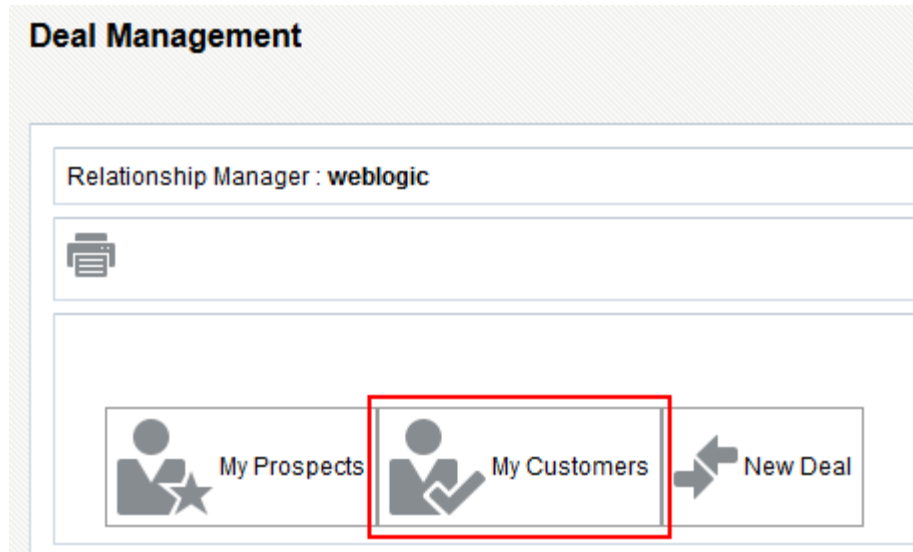 Deal Management
Relationship Manager : weblogic
My Prospects
My Customers
New Deal